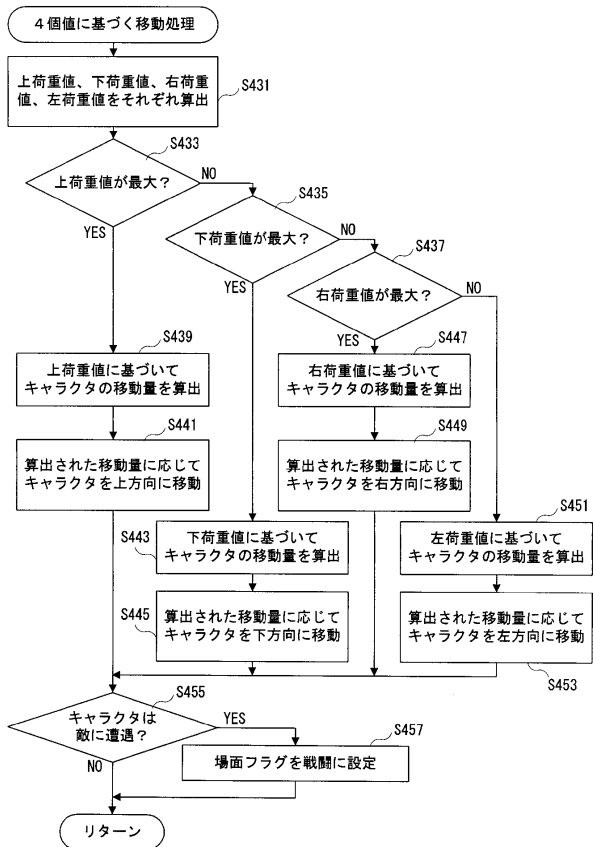 4個値に基づく移動処理
上荷重値、下荷重値、右荷重
値、左荷重値をそれぞれ算出
S431
S433
上荷重値が最大?
NO
YES
S435
下荷重値が最大?
NO
YES
S437
右荷重値が最大?
NO
YES
S439
上荷重値に基づいて
キャラクタの移動量を算出
S447
右荷重値に基づいて
キャラクタの移動量を算出
S441
算出された移動量に応じて
キャラクタを上方向に移動
S449
算出された移動量に応じて
キャラクタを右方向に移動
S443
下荷重値に基づいて
キャラクタの移動量を算出
S451
左荷重値に基づいて
キャラクタの移動量を算出
S445
算出された移動量に応じて
キャラクタを下方向に移動
算出された移動量に応じて
キャラクタを左方向に移動
S453
S455
キャラクタは
敵に遭遇?
YES
NO
S457
場面フラグを戦闘に設定
リターン